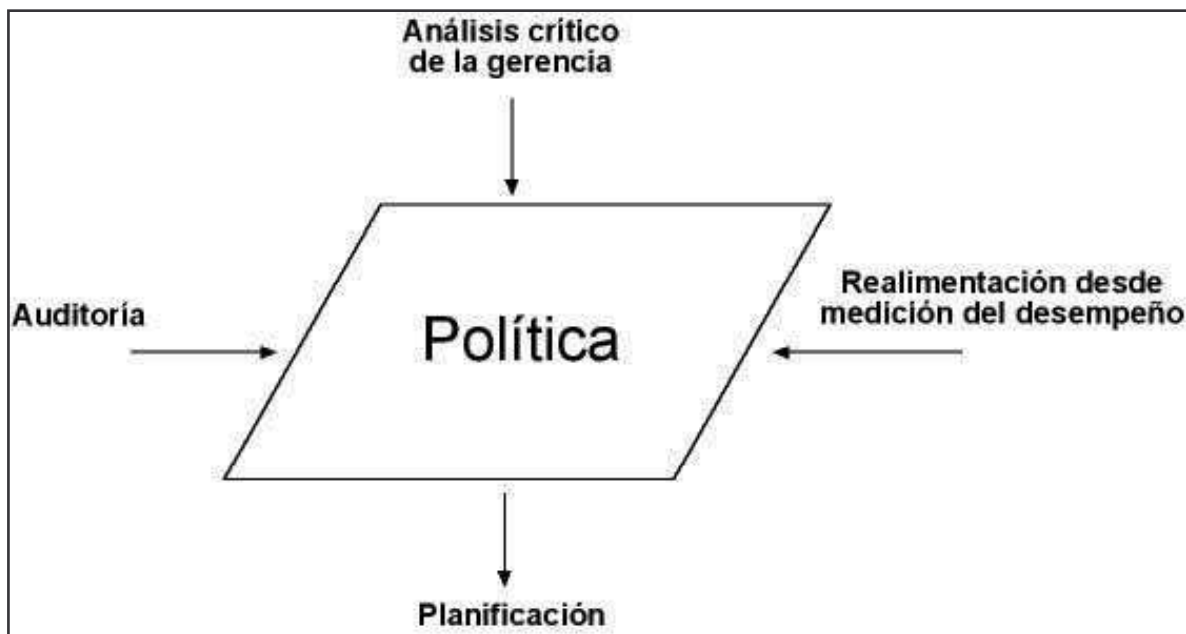 Análisis crítico
de la gerencia
Realimentación desde
medición del desempeño
Auditoría
Política
Planificación